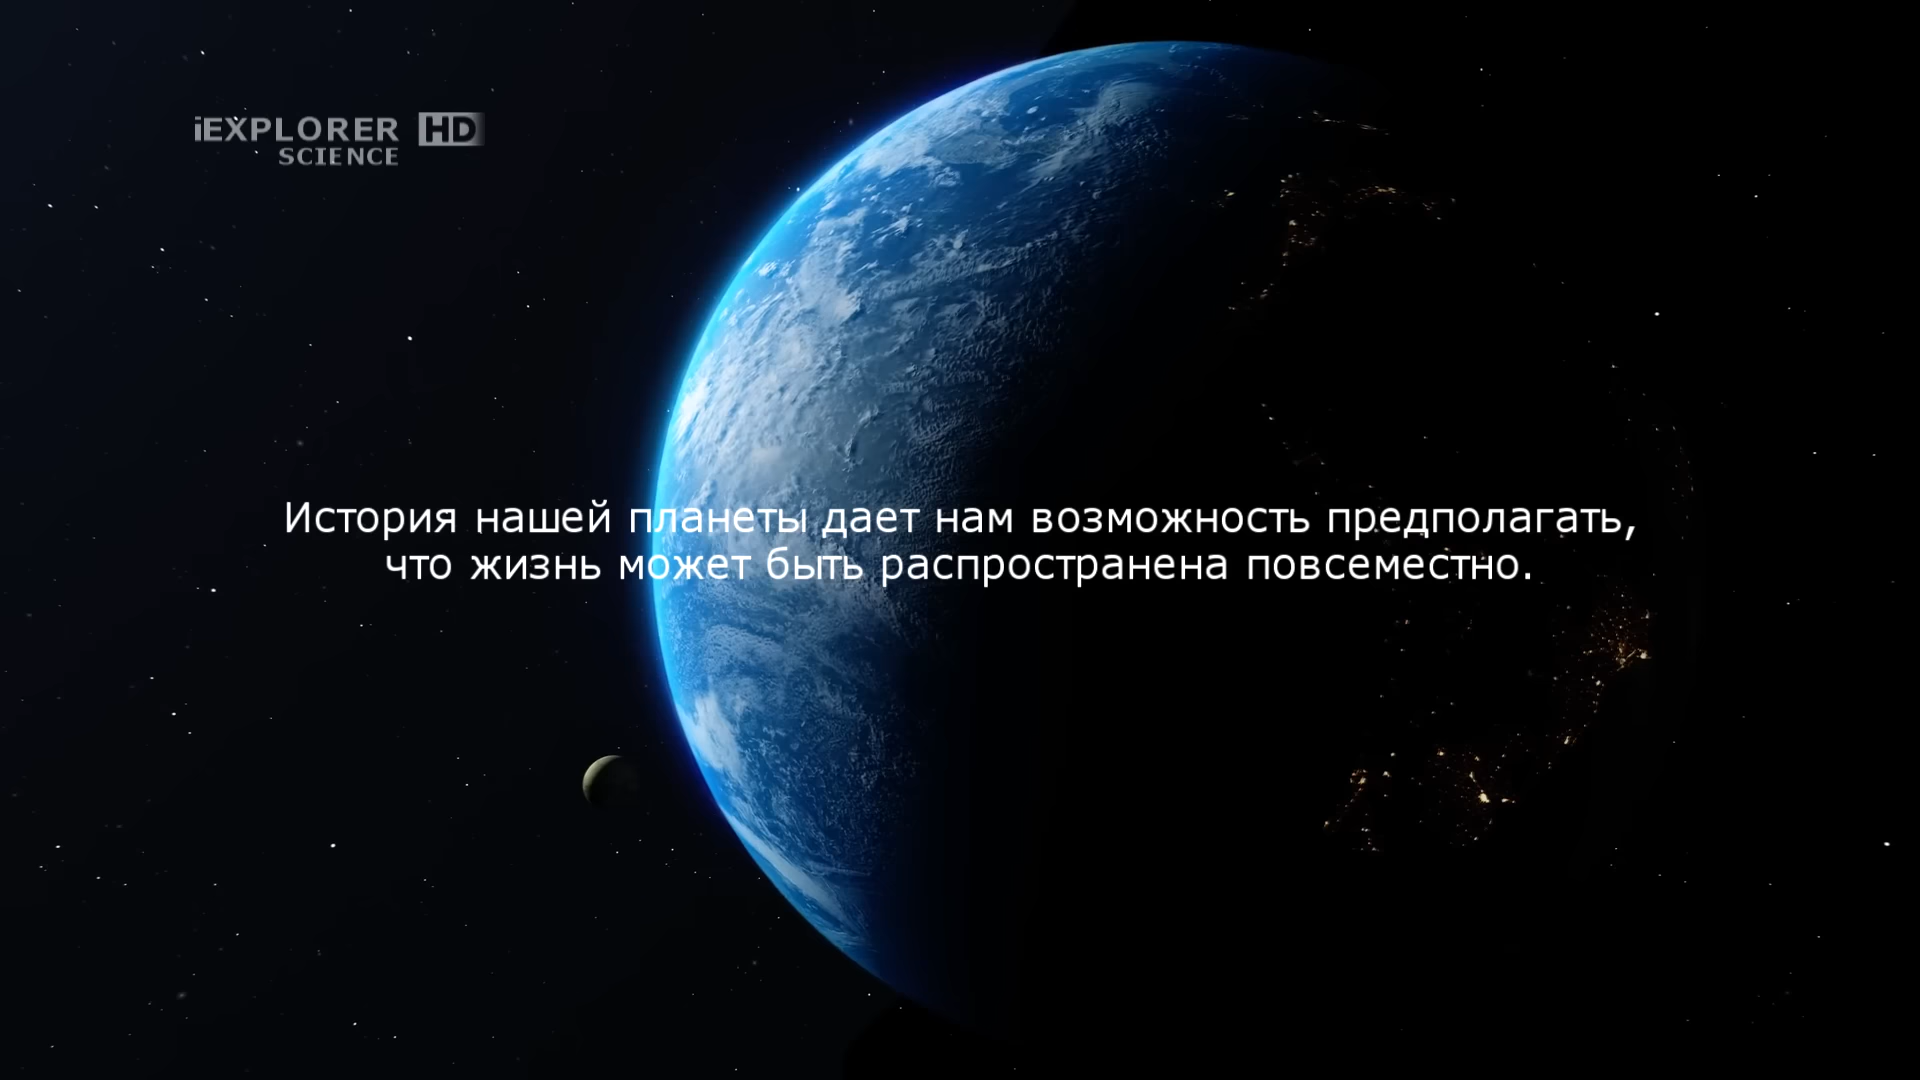 iEXPLORER HD
SCIENCE
История нашей планеты дает нам возможность предполагать,
что жизнь может быть распространена повсеместно.